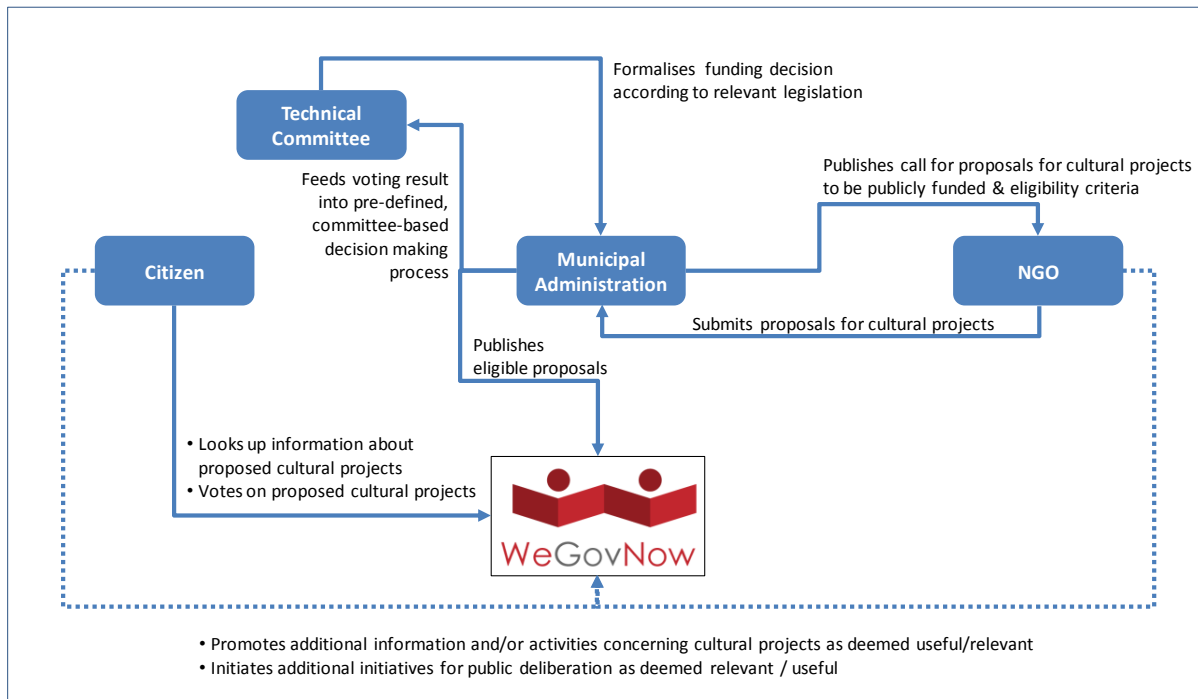 Formalises funding decision
according to relevant legislation
Technical
Committee
Publishes call for proposals for cultural projects
to be publicly funded & eligibility criteria
Feeds voting result
into pre-defined,
committee-based
decision making
process
Citizen
Municipal
Administration
NGO
Submits proposals for cultural projects
Publishes
eligible proposals
• Looks up information about
proposed cultural projects
• Votes on proposed cultural projects
WeGovNow
• Promotes additional information and/or activities concerning cultural projects as deemed useful/relevant
• Initiates additional initiatives for public deliberation as deemed relevant / useful